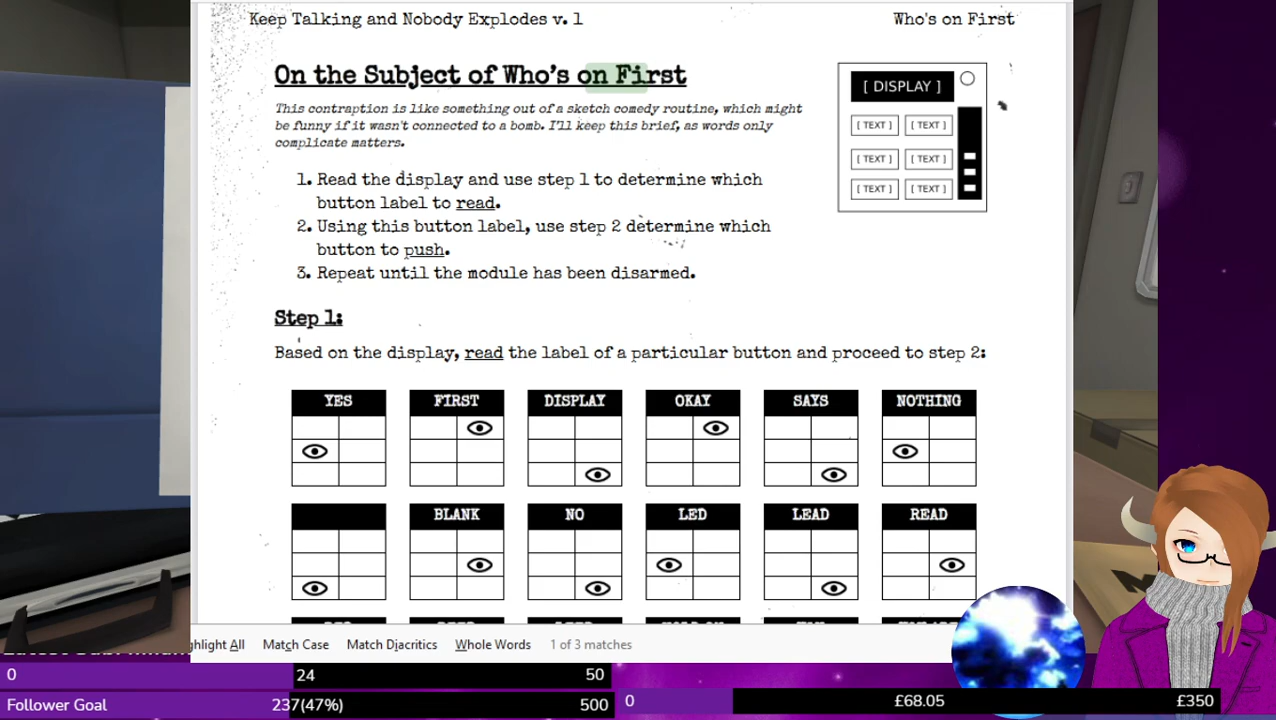 Keep Talking and Nobody Explodes v. 1
Who's on First
On the Subject of Who's on First
This contraption is like something out of a sketch comedy routine, which might
be funny if it wasn't connected to a bomb. I'll keep this brief, as words only
complicate matters.
[ DISPLAY ]
[ TEXT ] [ TEXT ]
[ TEXT ] [ TEXT ]
[ TEXT ] [ TEXT ]
1. Read the display and use step 1 to determine which
button label to read.
2. Using this button label, use step 2 determine which
button to push.
3. Repeat until the module has been disarmed.
Step 1:
Based on the display, read the label of a particular button and proceed to step 2:
YES FIRST DISPLAY OKAY SAYS NOTHING
BLANK NO LED LEAD READ
ghlight All Match Case Match Diacritics Whole Words 1 of 3 matches
0 24 50
Follower Goal 237(47%) 500
0 £68.05 £350